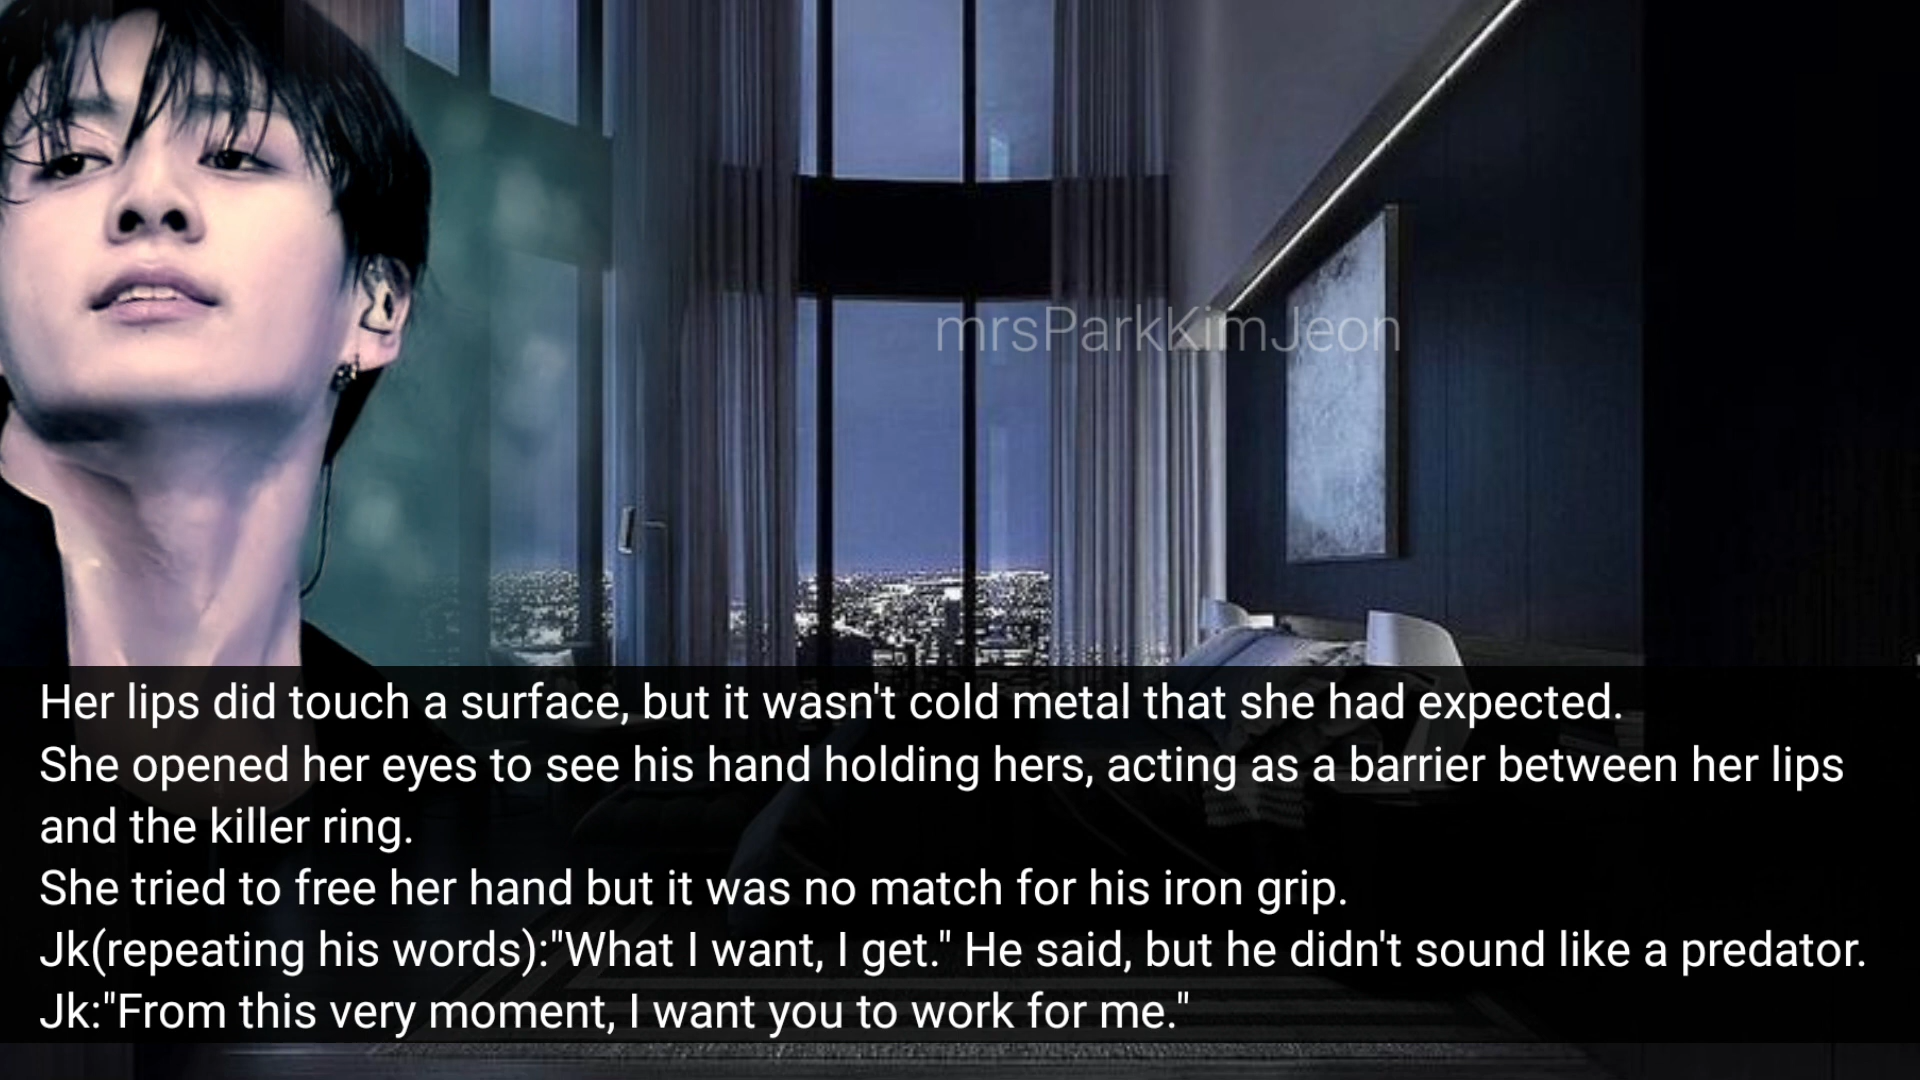 mrsParkKimJeon
Her lips did touch a surface, but it wasn't cold metal that she had expected.
She opened her eyes to see his hand holding hers, acting as a barrier between her lips
and the killer ring.
She tried to free her hand but it was no match for his iron grip.
Jk(repeating his words):"What I want, I get." He said, but he didn't sound like a predator.
Jk:"From this very moment, I want you to work for me."